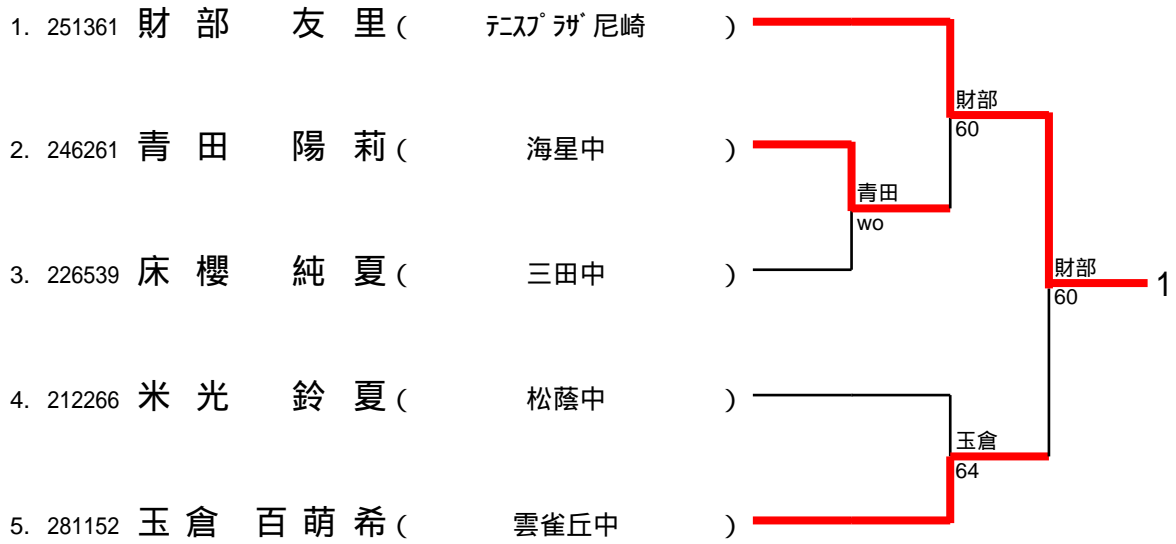 1. 251361 財部 友里 ( テニスプラザ尼崎 )
財部
60
2. 246261 青田 陽莉 ( 海星中 )
青田
wo
3. 226539 床櫻 純夏 ( 三田中 )
財部
60
1
4. 212266 米光 鈴夏 ( 松蔭中 )
玉倉
64
5. 281152 玉倉 百萌希 ( 雲雀丘中 )